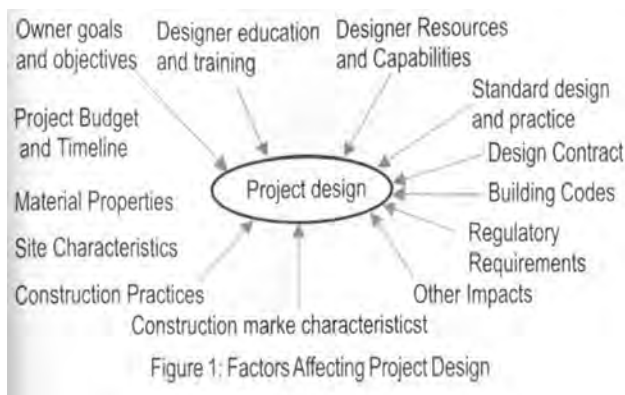 Owner goals
and objectives
Designer education
and training
Designer Resources
and Capabilities
Standard design
and practice
Project Budget
and Timeline
Design Contract
Project design
Building Codes
Material Properties
Regulatory
Requirements
Site Characteristics
Construction Practices
Other Impacts
Construction marke characteristicst
Figure 1: Factors Affecting Project Design